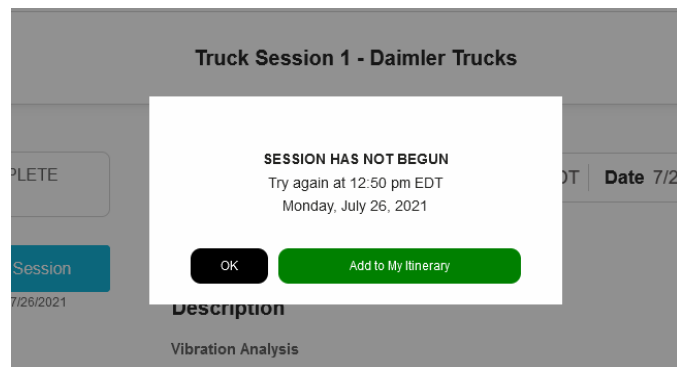 Truck Session 1 - Daimler Trucks
SESSION HAS NOT BEGUN
Try again at 12:50 pm EDT
Monday, July 26, 2021
PLETE
DT Date 7/2
OK Add to My Itinerary
Session
7/26/2021
Description
Vibration Analysis